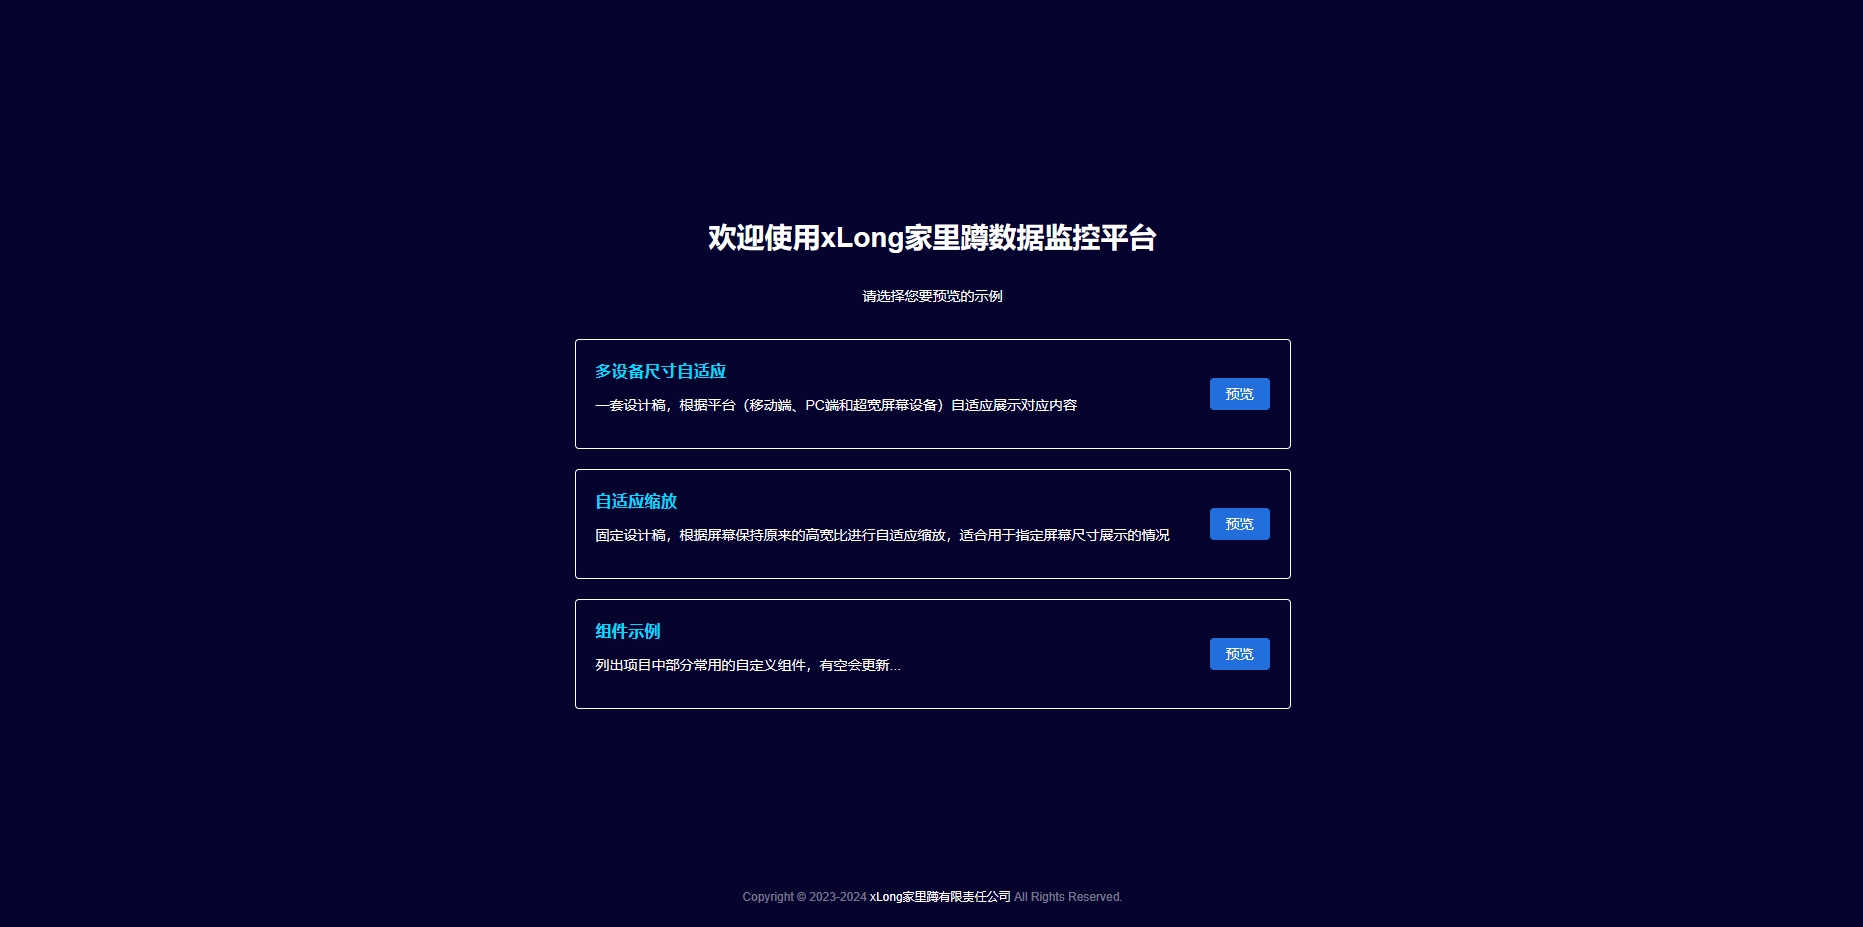 欢迎使用xLong家里蹲数据监控平台
请选择您要预览的示例
多设备尺寸自适应
一套设计稿，根据平台（移动端、PC端和超宽屏幕设备）自适应展示对应内容
预览
自适应缩放
固定设计稿，根据屏幕保持原来的高宽比进行自适应缩放，适合用于指定屏幕尺寸展示的情况
预览
组件示例
列出项目中部分常用的自定义组件，有空会更新...
预览
Copyright © 2023-2024 xLong家里蹲有限责任公司 All Rights Reserved.